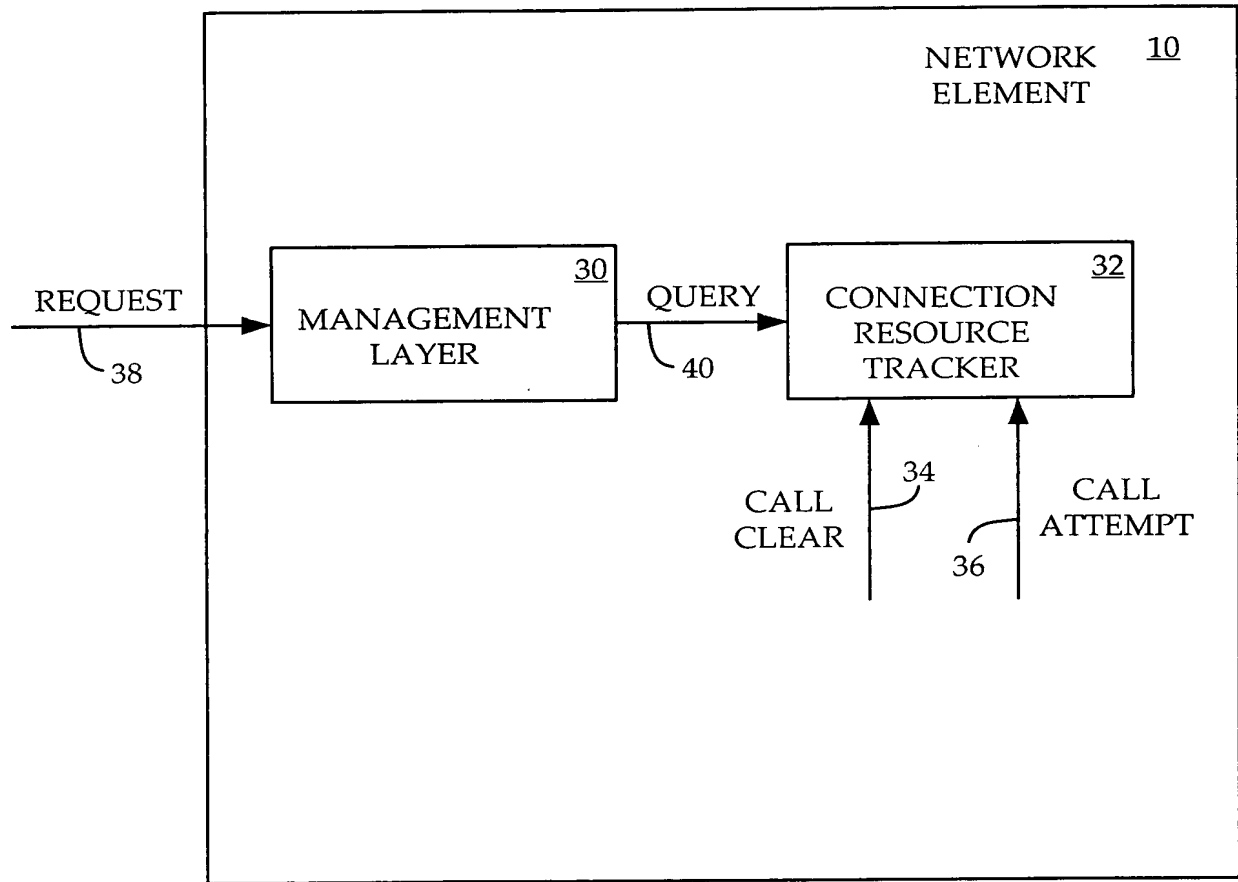 NETWORK 10
ELEMENT
30
32
REQUEST
QUERY
MANAGEMENT
LAYER
CONNECTION
RESOURCE
TRACKER
38
40
34
CALL
CLEAR
CALL
ATTEMPT
36